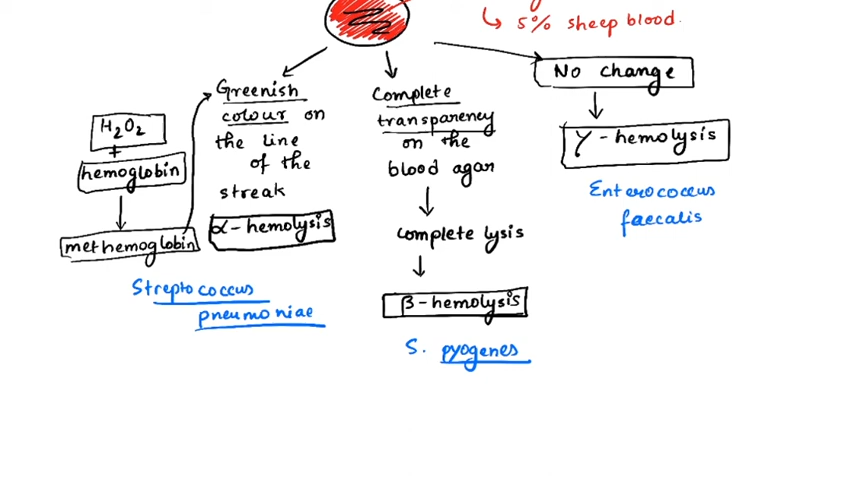 ↳ 5% sheep blood.
Greenish
colour on
the line
of the
streak
α-hemolysis
H₂O₂
+
hemoglobin
methemoglobin
Streptococcus
pneumoniae
Complete
transparency
on the
blood agar
complete lysis
β-hemolysis
S. pyogenes
No change
γ-hemolysis
Enterococcus
faecalis